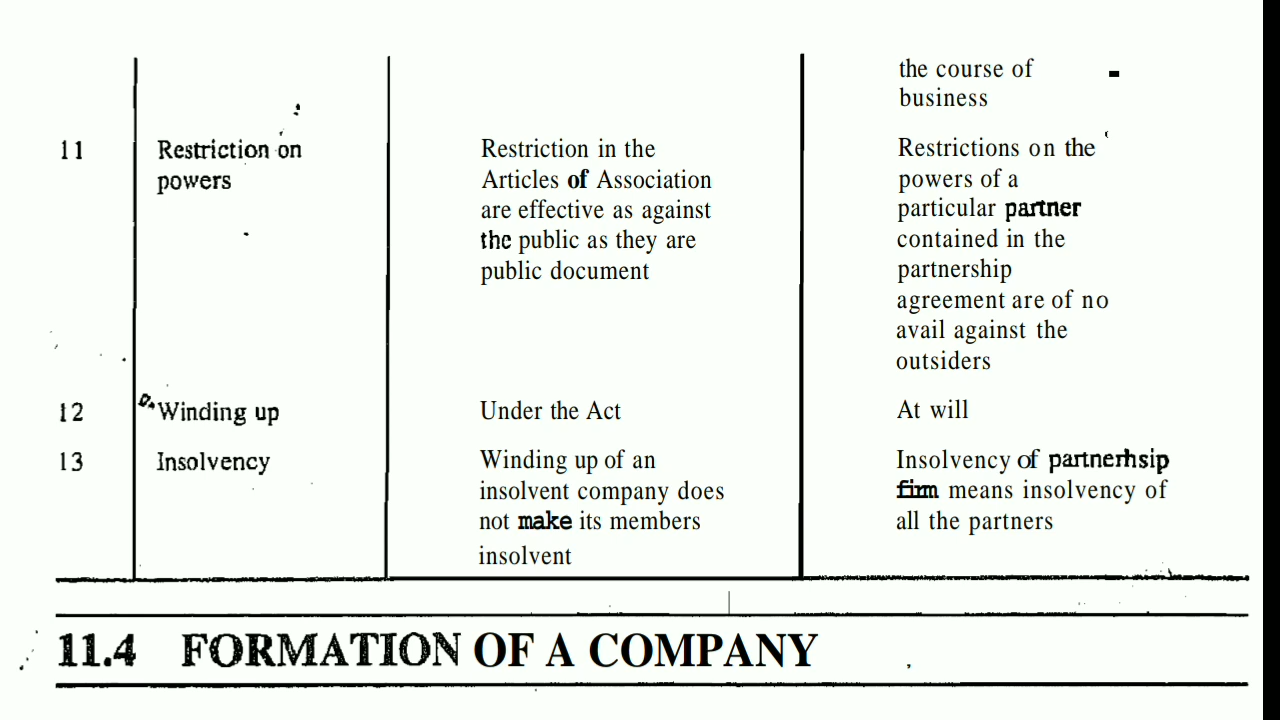 the course of
business
11 Restriction on powers
Restriction in the
Articles of Association
are effective as against
the public as they are
public document
Restrictions on the
powers of a
particular partner
contained in the
partnership
agreement are of no
avail against the
outsiders
12 Winding up
Under the Act
At will
13 Insolvency
Winding up of an
insolvent company does
not make its members
insolvent
Insolvency of partnerhsip
firm means insolvency of
all the partners
11.4 FORMATION OF A COMPANY